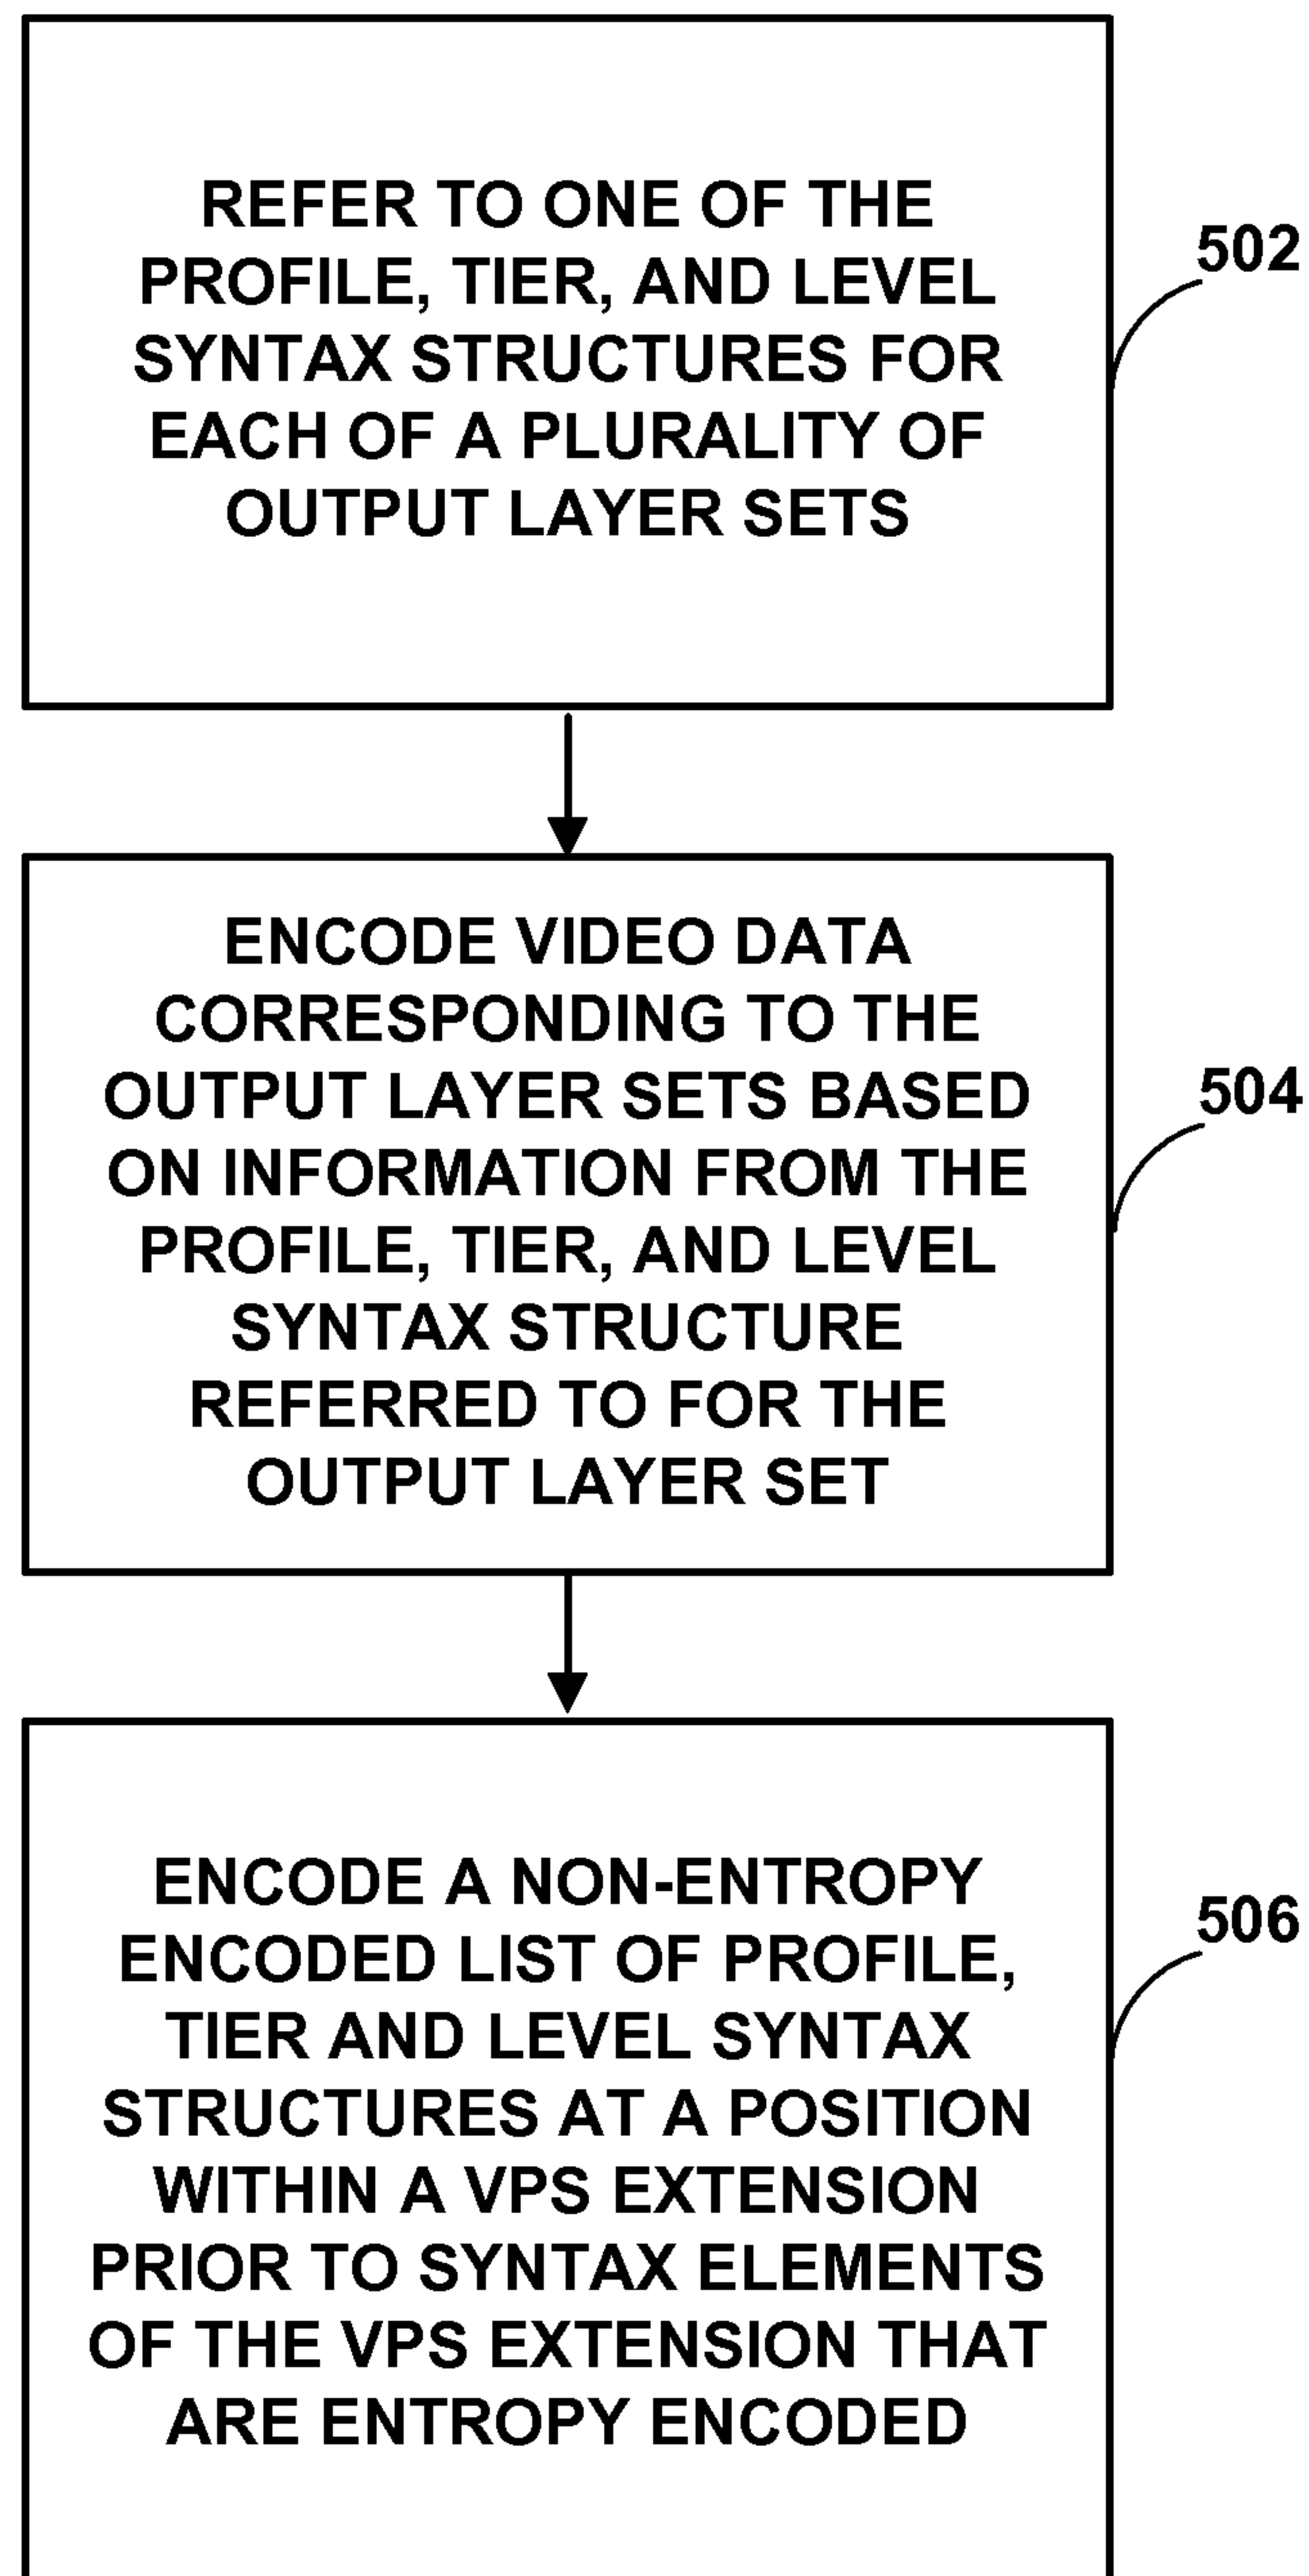 REFER TO ONE OF THE
PROFILE, TIER, AND LEVEL
SYNTAX STRUCTURES FOR
EACH OF A PLURALITY OF
OUTPUT LAYER SETS
502
ENCODE VIDEO DATA
CORRESPONDING TO THE
OUTPUT LAYER SETS BASED
ON INFORMATION FROM THE
PROFILE, TIER, AND LEVEL
SYNTAX STRUCTURE
REFERRED TO FOR THE
OUTPUT LAYER SET
504
ENCODE A NON-ENTROPY
ENCODED LIST OF PROFILE,
TIER AND LEVEL SYNTAX
STRUCTURES AT A POSITION
WITHIN A VPS EXTENSION
PRIOR TO SYNTAX ELEMENTS
OF THE VPS EXTENSION THAT
ARE ENTROPY ENCODED
506